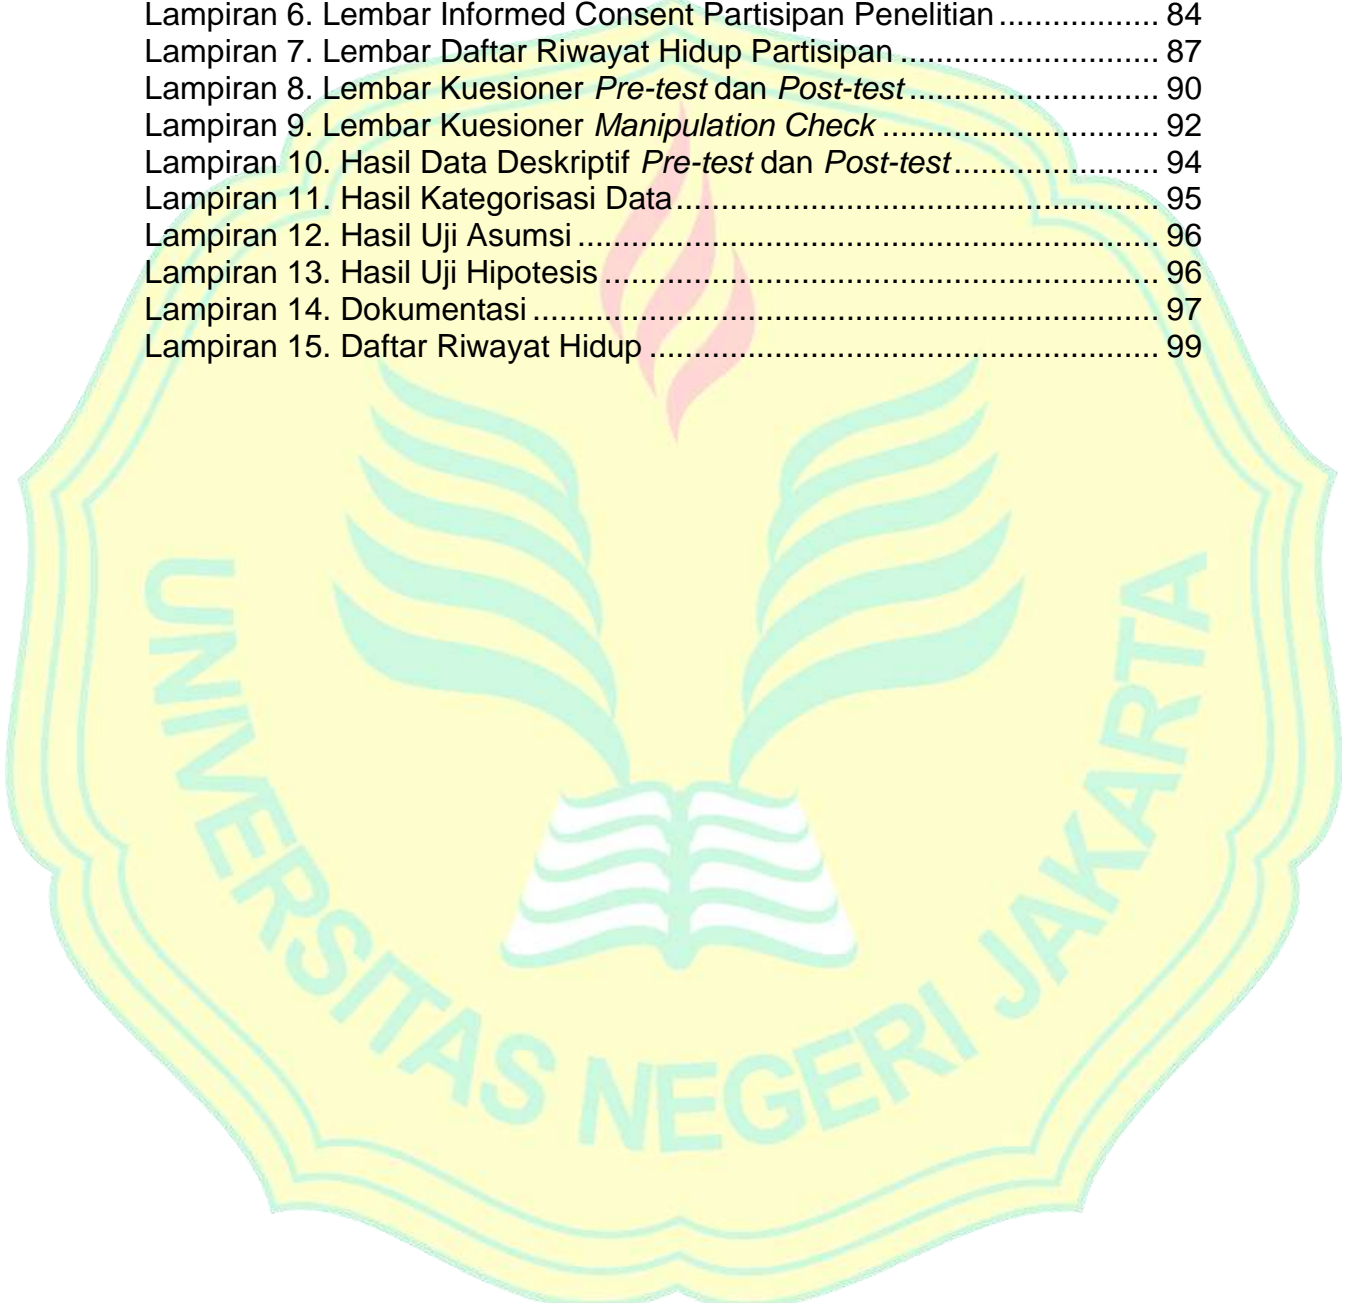 Lampiran 6. Lembar Informed Consent Partisipan Penelitian .................. 84
Lampiran 7. Lembar Daftar Riwayat Hidup Partisipan ............................. 87
Lampiran 8. Lembar Kuesioner Pre-test dan Post-test ............................ 90
Lampiran 9. Lembar Kuesioner Manipulation Check ............................... 92
Lampiran 10. Hasil Data Deskriptif Pre-test dan Post-test....................... 94
Lampiran 11. Hasil Kategorisasi Data...................................................... 95
Lampiran 12. Hasil Uji Asumsi ................................................................. 96
Lampiran 13. Hasil Uji Hipotesis .............................................................. 96
Lampiran 14. Dokumentasi ...................................................................... 97
Lampiran 15. Daftar Riwayat Hidup ......................................................... 99
UNIVERSITAS NEGERI JAKARTA